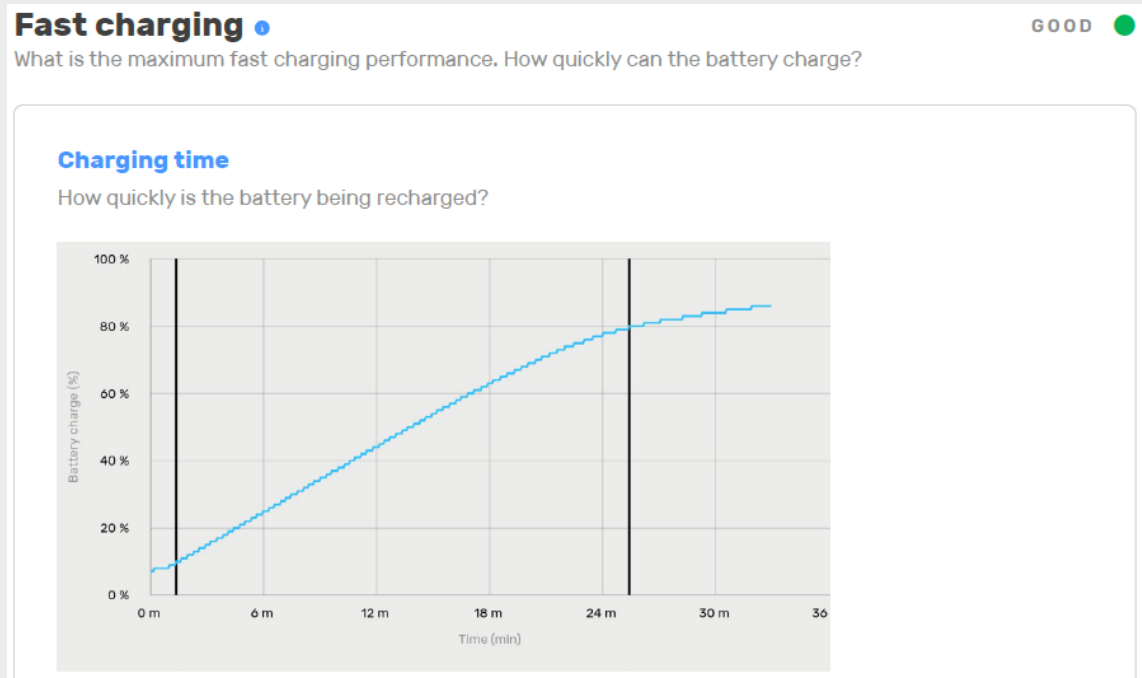 Fast charging
GOOD
What is the maximum fast charging performance. How quickly can the battery charge?
Charging time
How quickly is the battery being recharged?
100 %
80 %
60 %
40 %
20 %
0 %
Battery charge (%)
0 m 6 m 12 m 18 m 24 m 30 m 36
Time (min)